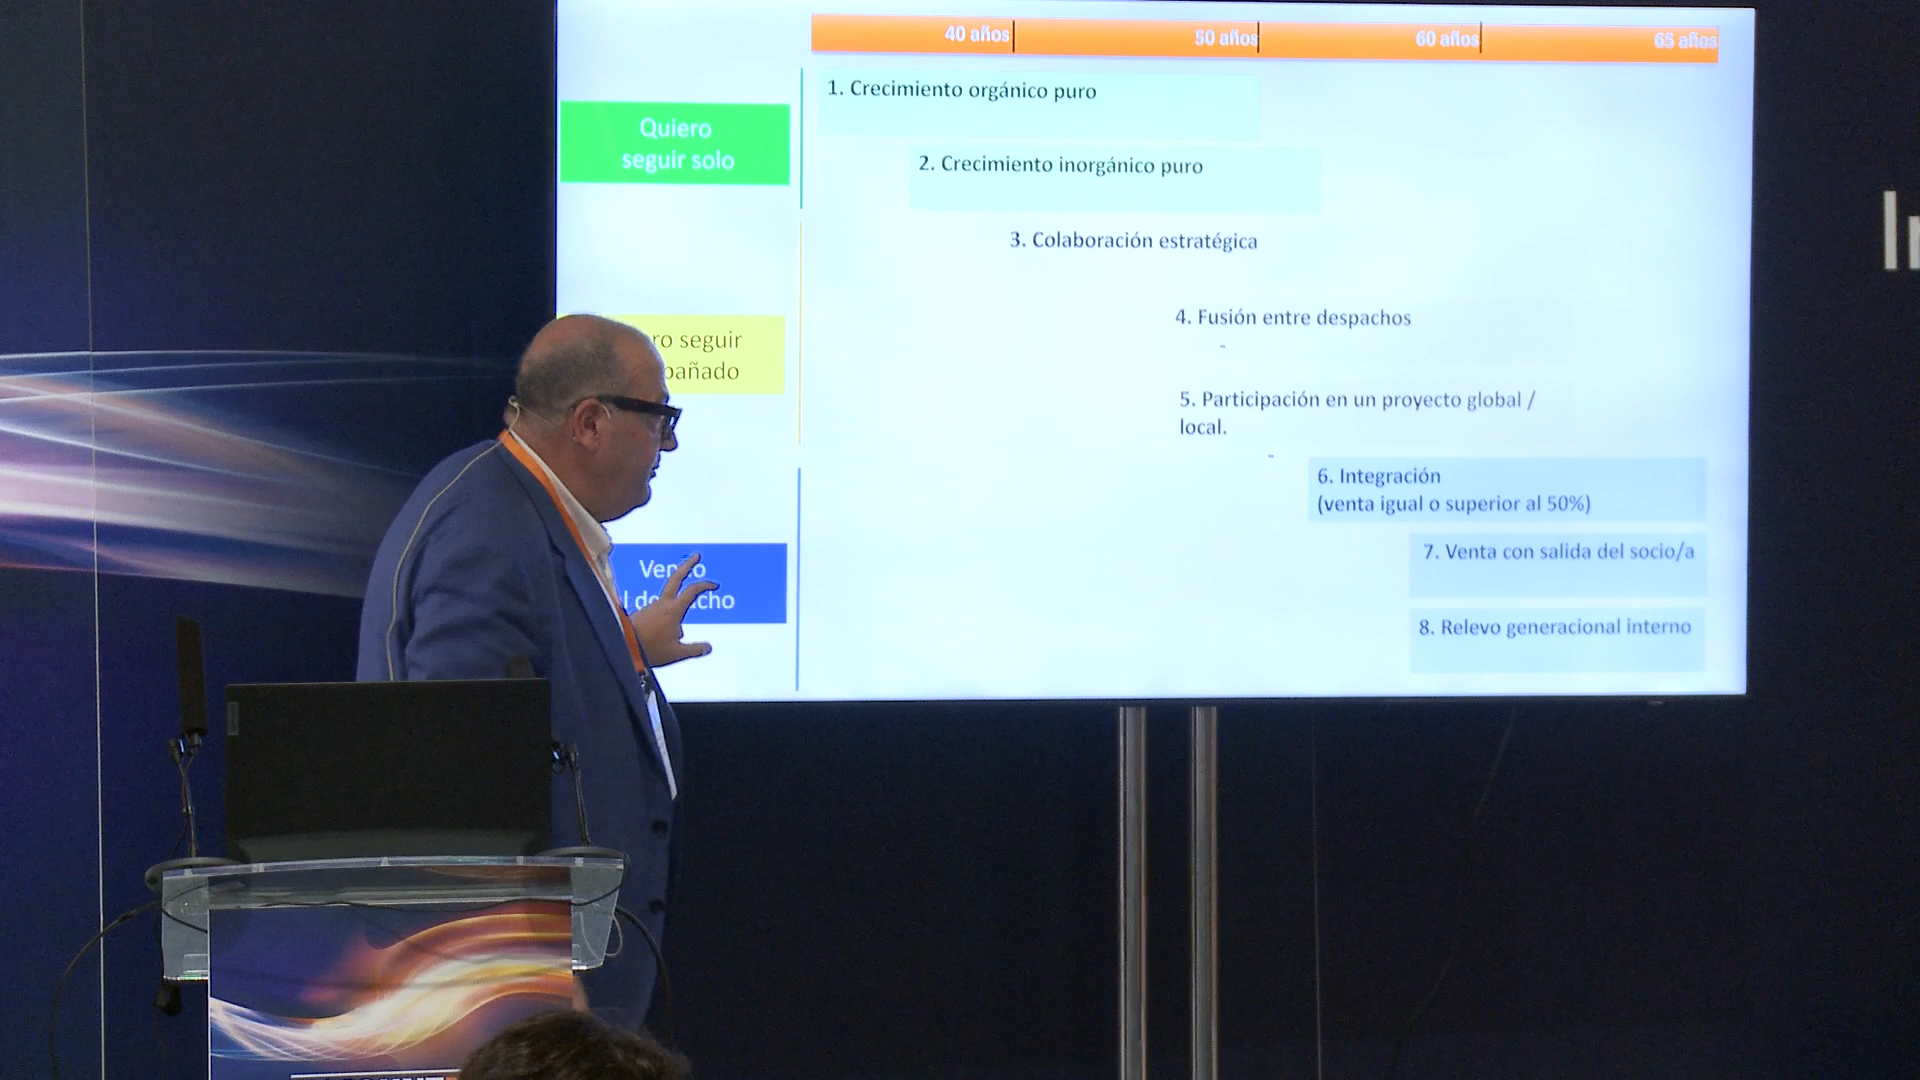 40 años
50 años
60 años
65 años
1. Crecimiento orgánico puro
Quiero
seguir solo
2. Crecimiento inorgánico puro
3. Colaboración estratégica
4. Fusión entre despachos
-
seguir
5. Participación en un proyecto global /
local.
-
6. Integración
(venta igual o superior al 50%)
7. Venta con salida del socio/a
8. Relevo generacional interno